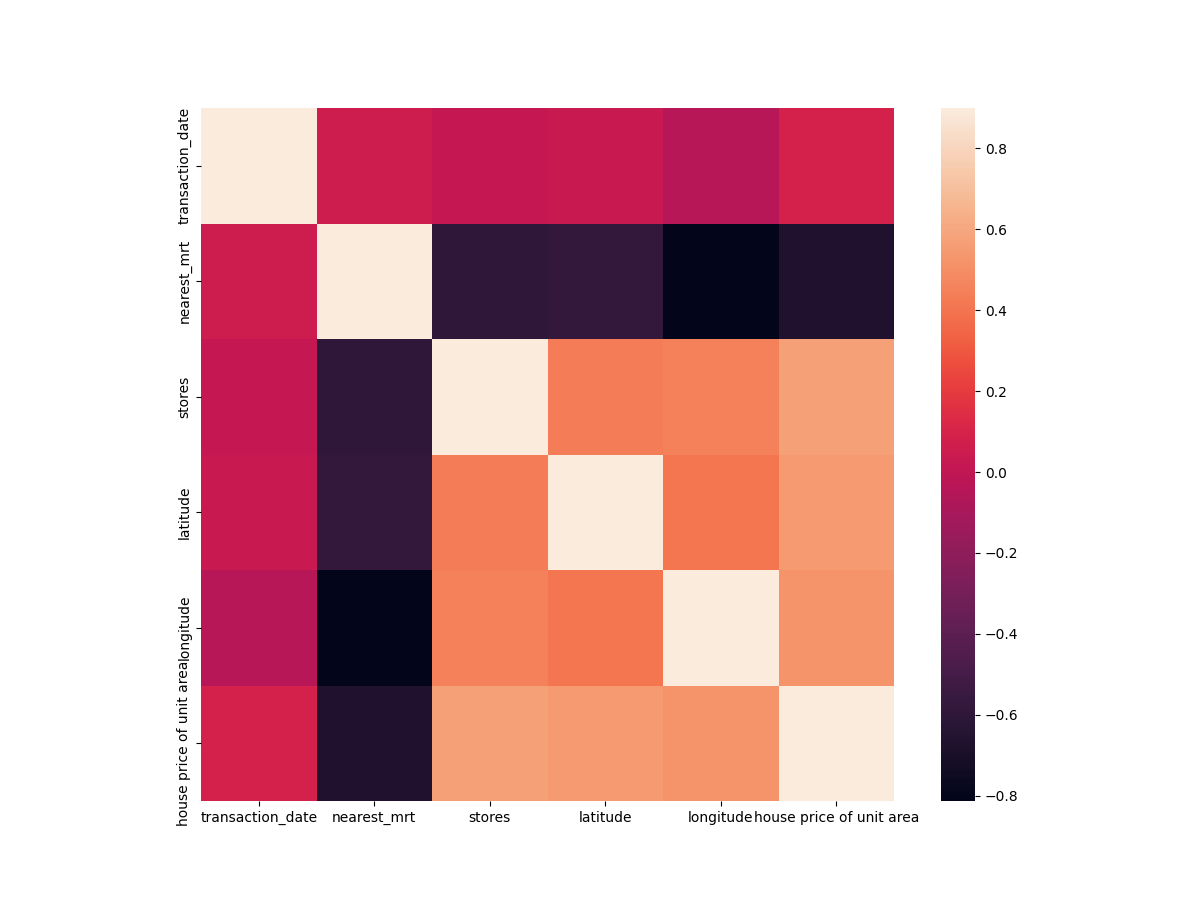 transaction_date
nearest_mrt
stores
latitude
longitude
house price of unit area
transaction_date
nearest_mrt
stores
latitude
longitude
house price of unit area
0.8
0.6
0.4
0.2
0.0
−0.2
−0.4
−0.6
−0.8